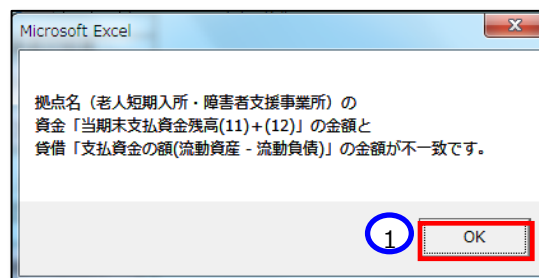 Microsoft Excel
拠点名（老人短期入所・障害者支援事業所）の
資金「当期末支払資金残高(11)+(12)」の金額と
貸借「支払資金の額(流動資産 - 流動負債)」の金額が不一致です。
1
OK